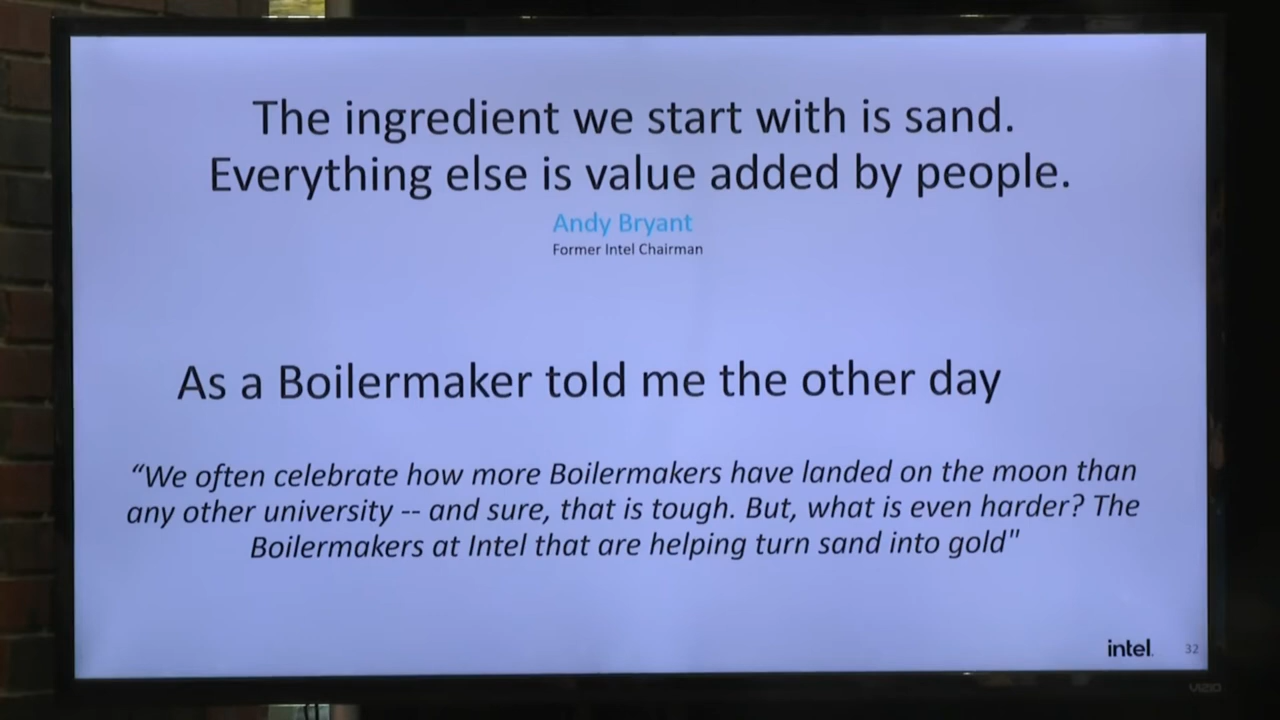 The ingredient we start with is sand.
Everything else is value added by people.
Andy Bryant
Former Intel Chairman
As a Boilermaker told me the other day
“We often celebrate how more Boilermakers have landed on the moon than
any other university -- and sure, that is tough. But, what is even harder? The
Boilermakers at Intel that are helping turn sand into gold"
intel.
32
VIZIO